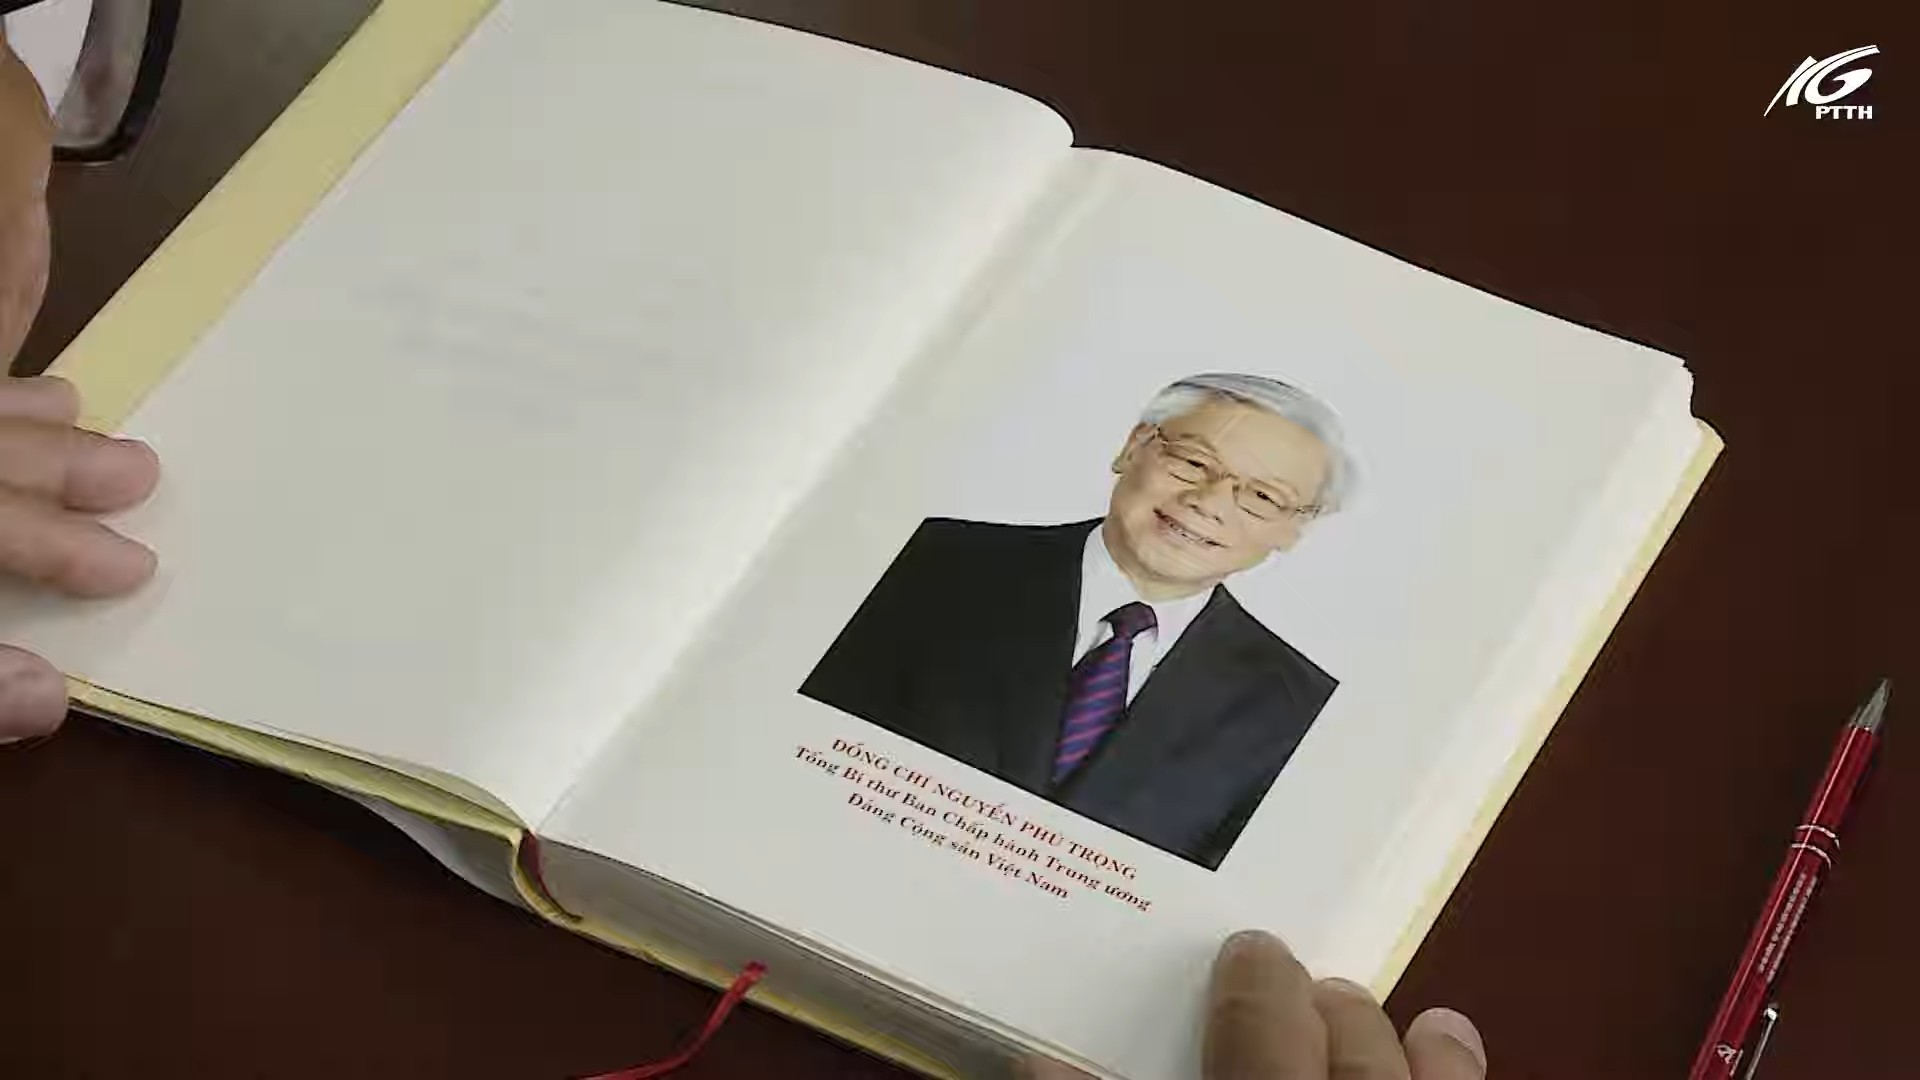 KG
PTTH
ĐỒNG CHÍ NGUYỄN PHÚ TRỌNG
Tổng Bí thư Ban Chấp hành Trung ương
Đảng Cộng sản Việt Nam